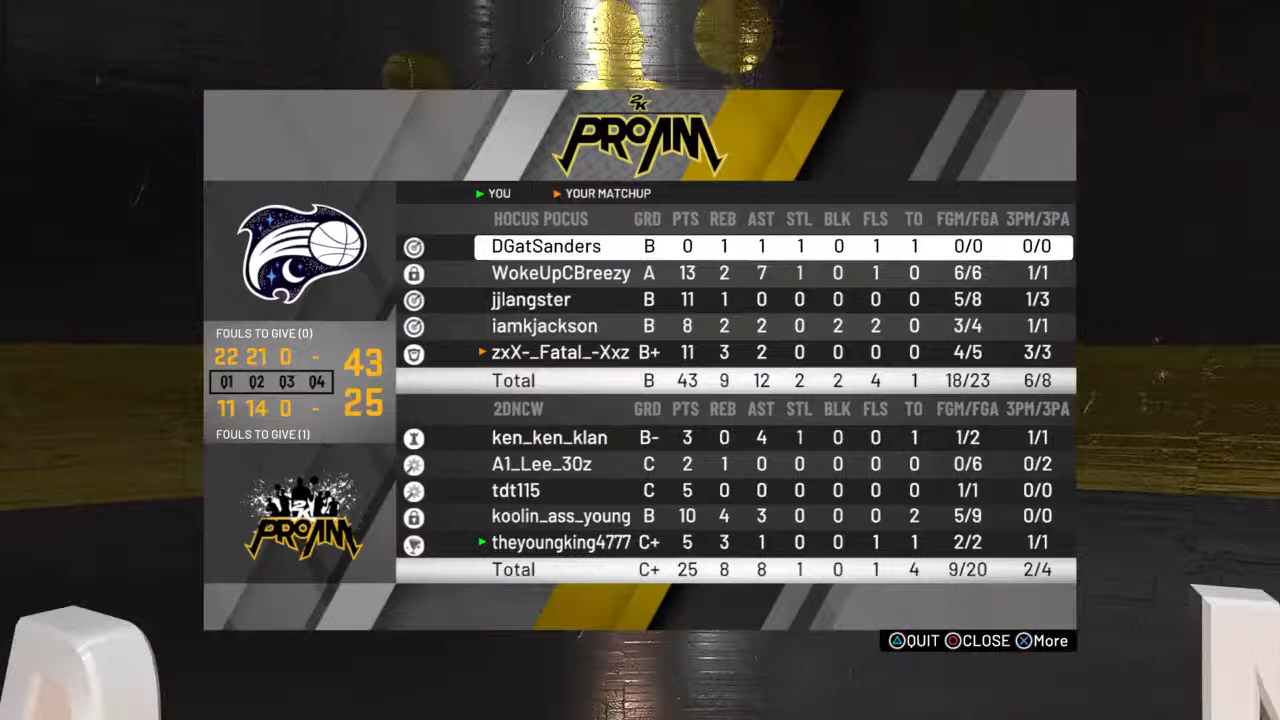 2K
PRO AM
YOU YOUR MATCHUP
HOCUS POCUS GRD PTS REB AST STL BLK FLS TO FGM/FGA 3PM/3PA
DGatSanders B 0 1 1 1 0 1 1 0/0 0/0
WokeUpCBreezy A 13 2 7 1 0 1 0 6/6 1/1
jjlangster B 11 1 0 0 0 0 0 5/8 1/3
iamkjackson B 8 2 2 0 2 2 0 3/4 1/1
zxX-_Fatal_-Xxz B+ 11 3 2 0 0 0 0 4/5 3/3
Total B 43 9 12 2 2 4 1 18/23 6/8
FOULS TO GIVE (0)
22 21 0 - 43
Q1 Q2 Q3 Q4
11 14 0 - 25
FOULS TO GIVE (1)
2DNCW GRD PTS REB AST STL BLK FLS TO FGM/FGA 3PM/3PA
ken_ken_klan B- 3 0 4 1 0 0 1 1/2 1/1
A1_Lee_30z C 2 1 0 0 0 0 0 0/6 0/2
tdt115 C 5 0 0 0 0 0 0 1/1 0/0
koolin_ass_young B 10 4 3 0 0 0 2 5/9 0/0
theyoungking4777 C+ 5 3 1 0 0 1 1 2/2 1/1
Total C+ 25 8 8 1 0 1 4 9/20 2/4
2K
PRO AM
QUIT CLOSE More